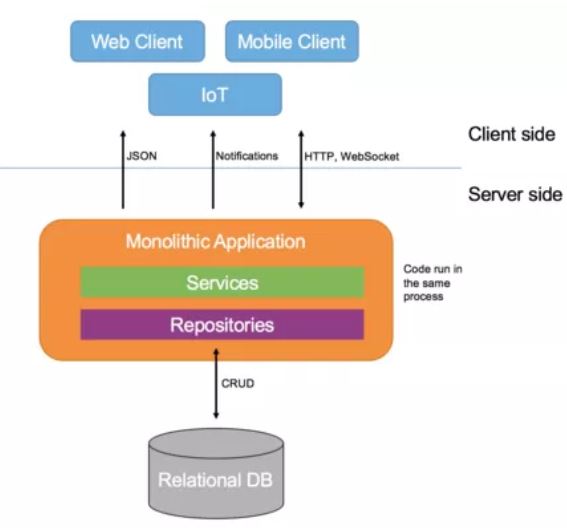 Web Client
Mobile Client
IoT
Client side
JSON
Notifications
HTTP, WebSocket
Server side
Monolithic Application
Services
Code run in
the same
process
Repositories
CRUD
Relational DB